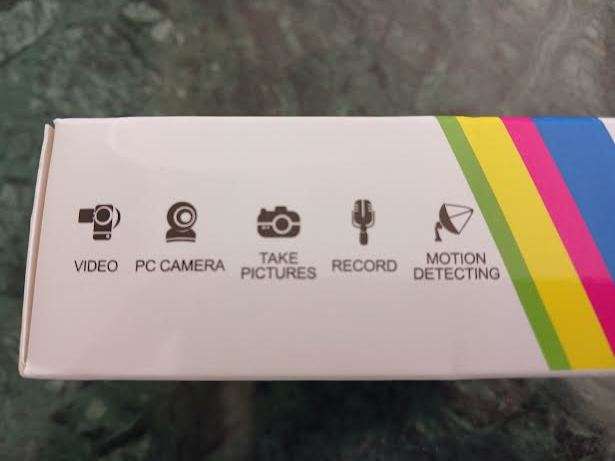 VIDEO
PC CAMERA
TAKE
PICTURES
RECORD
MOTION
DETECTING